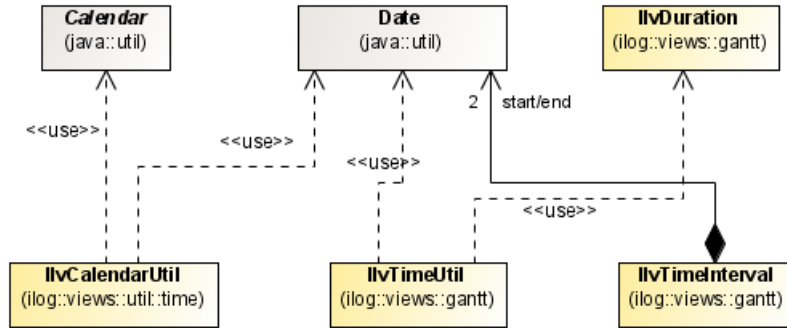 Calendar
(java::util)
Date
(java::util)
IlvDuration
(ilog::views::gantt)
2
start/end
<<use>>
<<use>>
<<use>>
<<use>>
IlvCalendarUtil
(ilog::views::util::time)
IlvTimeUtil
(ilog::views::gantt)
IlvTimeInterval
(ilog::views::gantt)